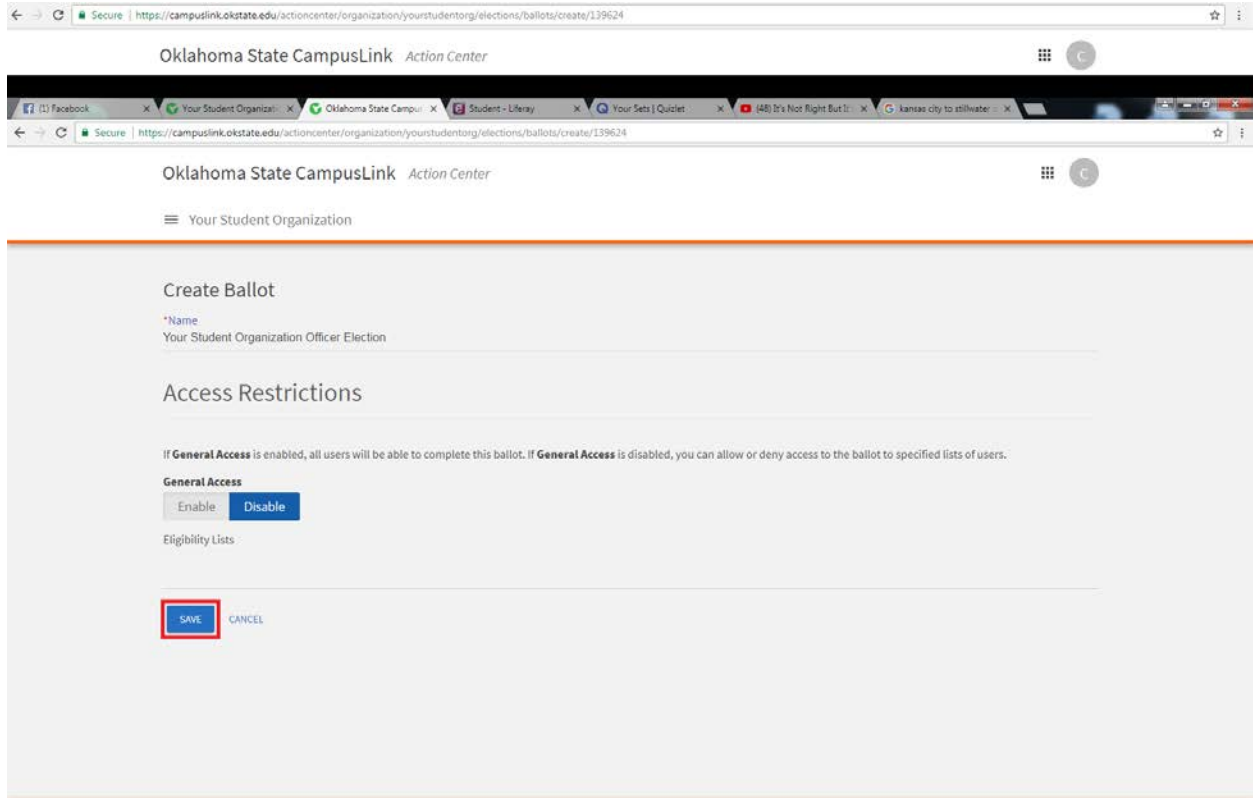 Secure | https://campuslink.okstate.edu/actioncenter/organization/yourstudentorg/elections/ballots/create/139624
Oklahoma State CampusLink Action Center
C
(1) Facebook
Your Student Organizati
Oklahoma State Campu
Student - Liferay
Your Sets | Quizlet
(48) It's Not Right But It
kansas city to stillwater
Secure | https://campuslink.okstate.edu/actioncenter/organization/yourstudentorg/elections/ballots/create/139624
Oklahoma State CampusLink Action Center
C
Your Student Organization
Create Ballot
*Name
Your Student Organization Officer Election
Access Restrictions
If General Access is enabled, all users will be able to complete this ballot. If General Access is disabled, you can allow or deny access to the ballot to specified lists of users.
General Access
Enable Disable
Eligibility Lists
SAVE CANCEL